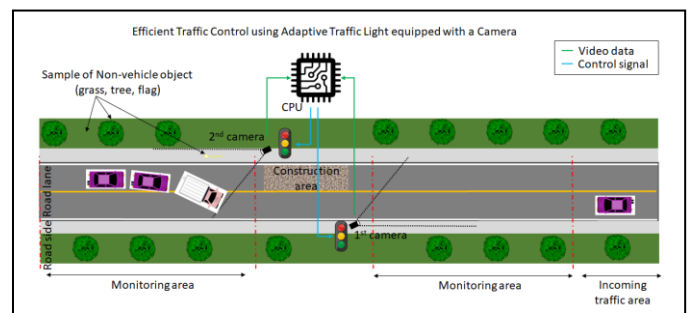 Efficient Traffic Control using Adaptive Traffic Light equipped with a Camera
Video data
Control signal
Sample of Non-vehicle object
(grass, tree, flag)
CPU
2nd camera
Construction
area
Road side
Road lane
1st camera
Monitoring area
Monitoring area
Incoming
traffic area